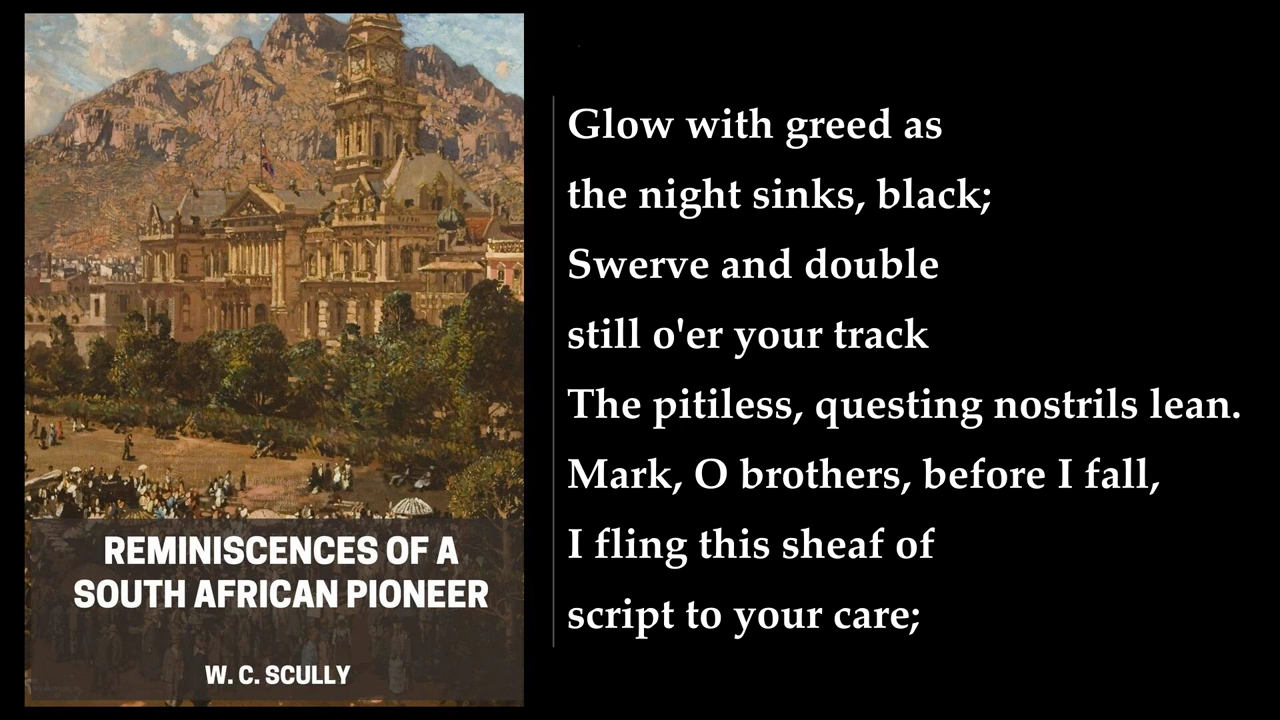 REMINISCENCES OF A
SOUTH AFRICAN PIONEER
W. C. SCULLY
Glow with greed as
the night sinks, black;
Swerve and double
still o'er your track
The pitiless, questing nostrils lean.
Mark, O brothers, before I fall,
I fling this sheaf of
script to your care;